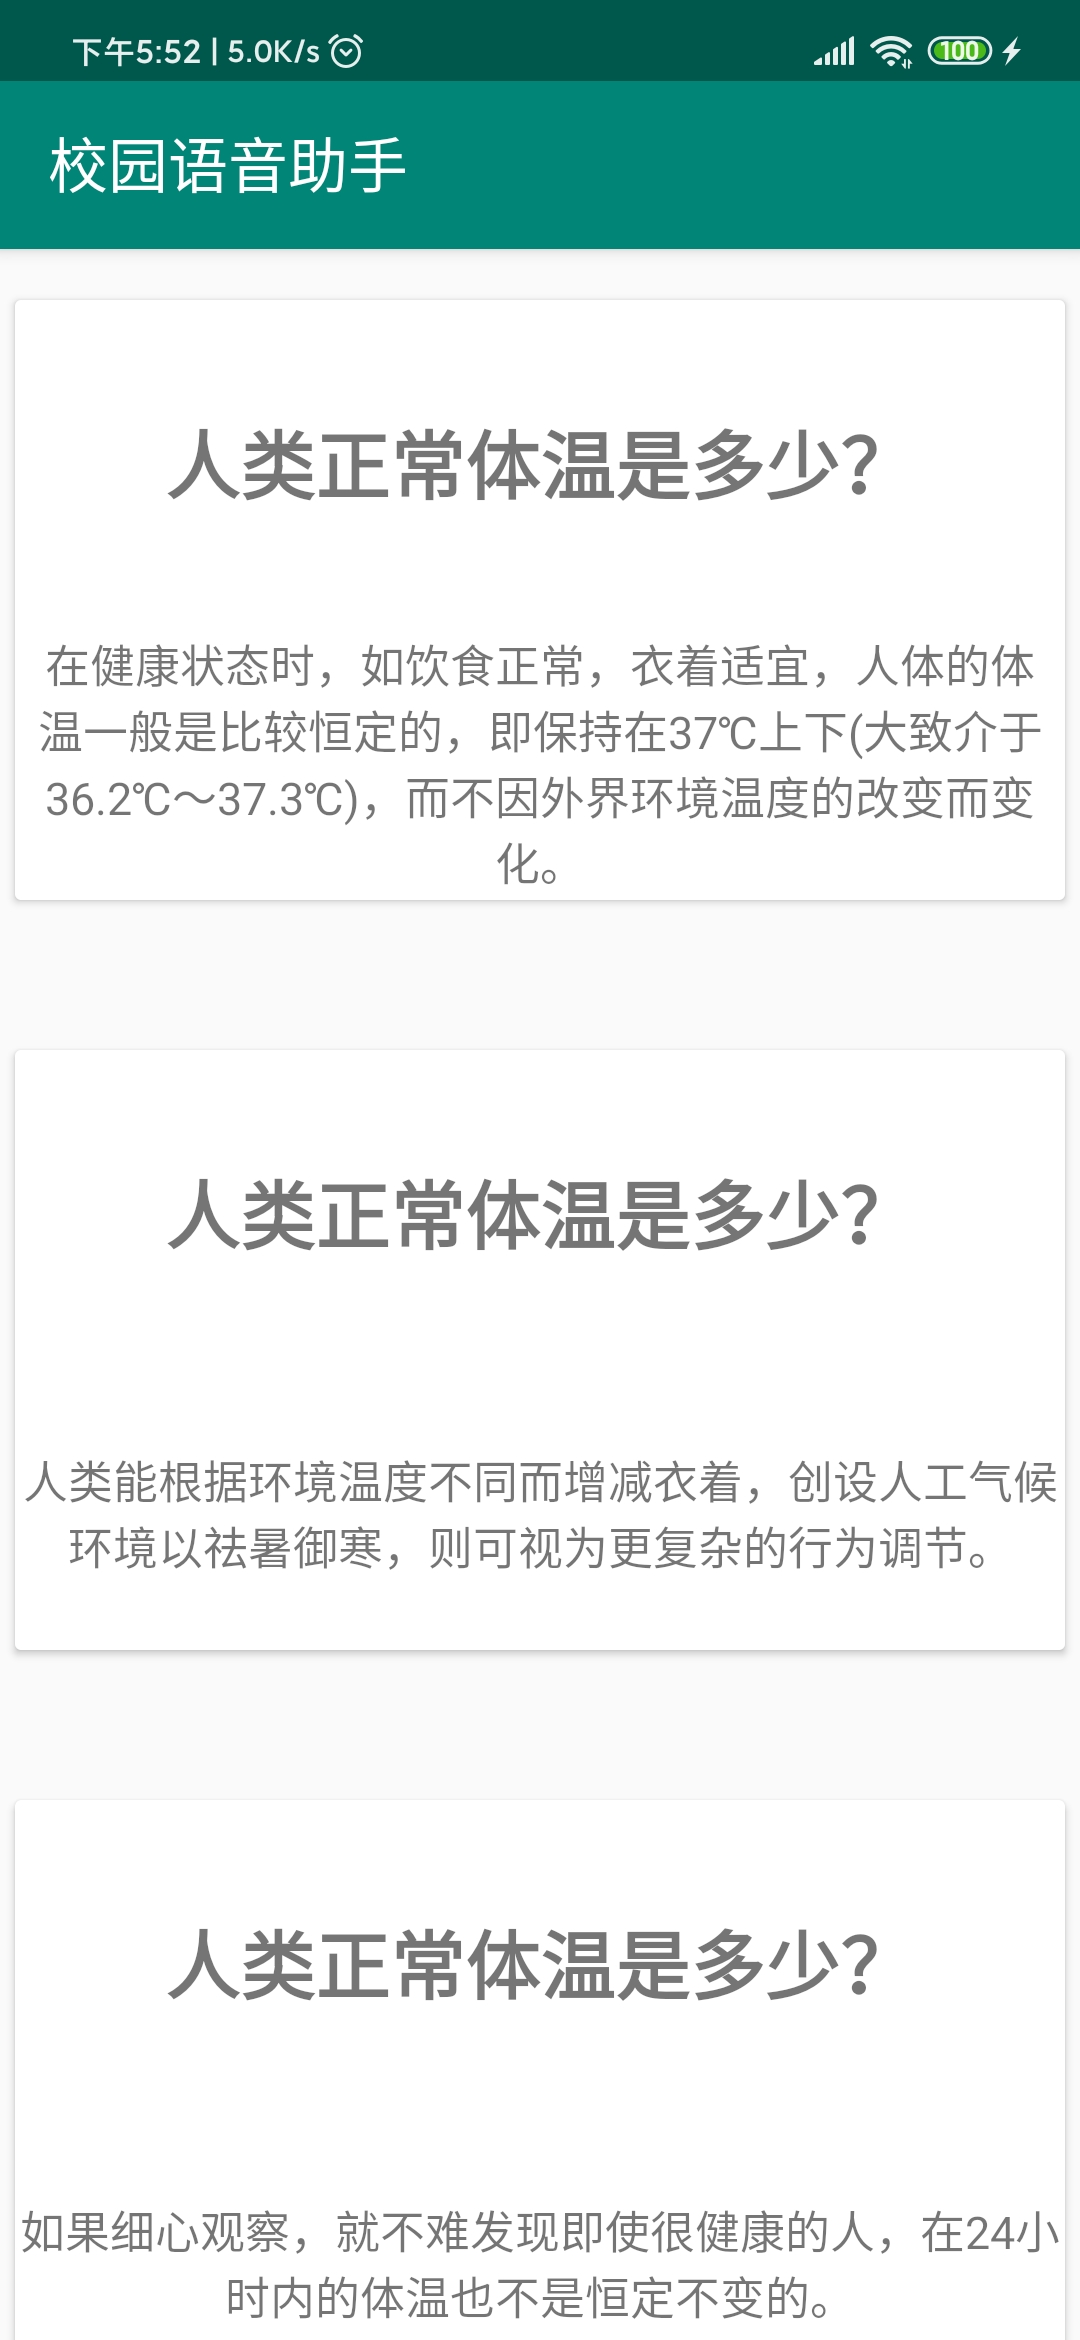 下午5:52 | 5.0K/s
100
校园语音助手
人类正常体温是多少?
在健康状态时，如饮食正常，衣着适宜，人体的体
温一般是比较恒定的，即保持在37℃上下(大致介于
36.2℃～37.3℃)，而不因外界环境温度的改变而变
化。
人类正常体温是多少?
人类能根据环境温度不同而增减衣着，创设人工气候
环境以祛暑御寒，则可视为更复杂的行为调节。
人类正常体温是多少?
如果细心观察，就不难发现即使很健康的人，在24小
时内的体温也不是恒定不变的。